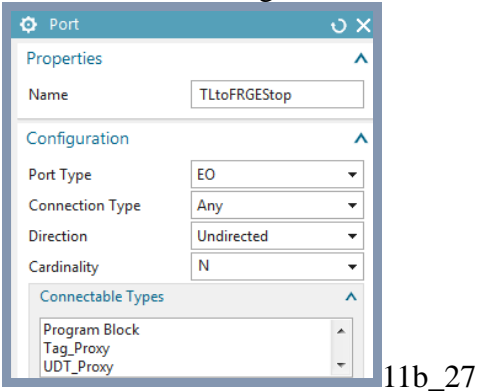 Port
Properties
Name TLtoFRGEStop
Configuration
Port Type EO
Connection Type Any
Direction Undirected
Cardinality N
Connectable Types
Program Block
Tag_Proxy
UDT_Proxy
11b_27